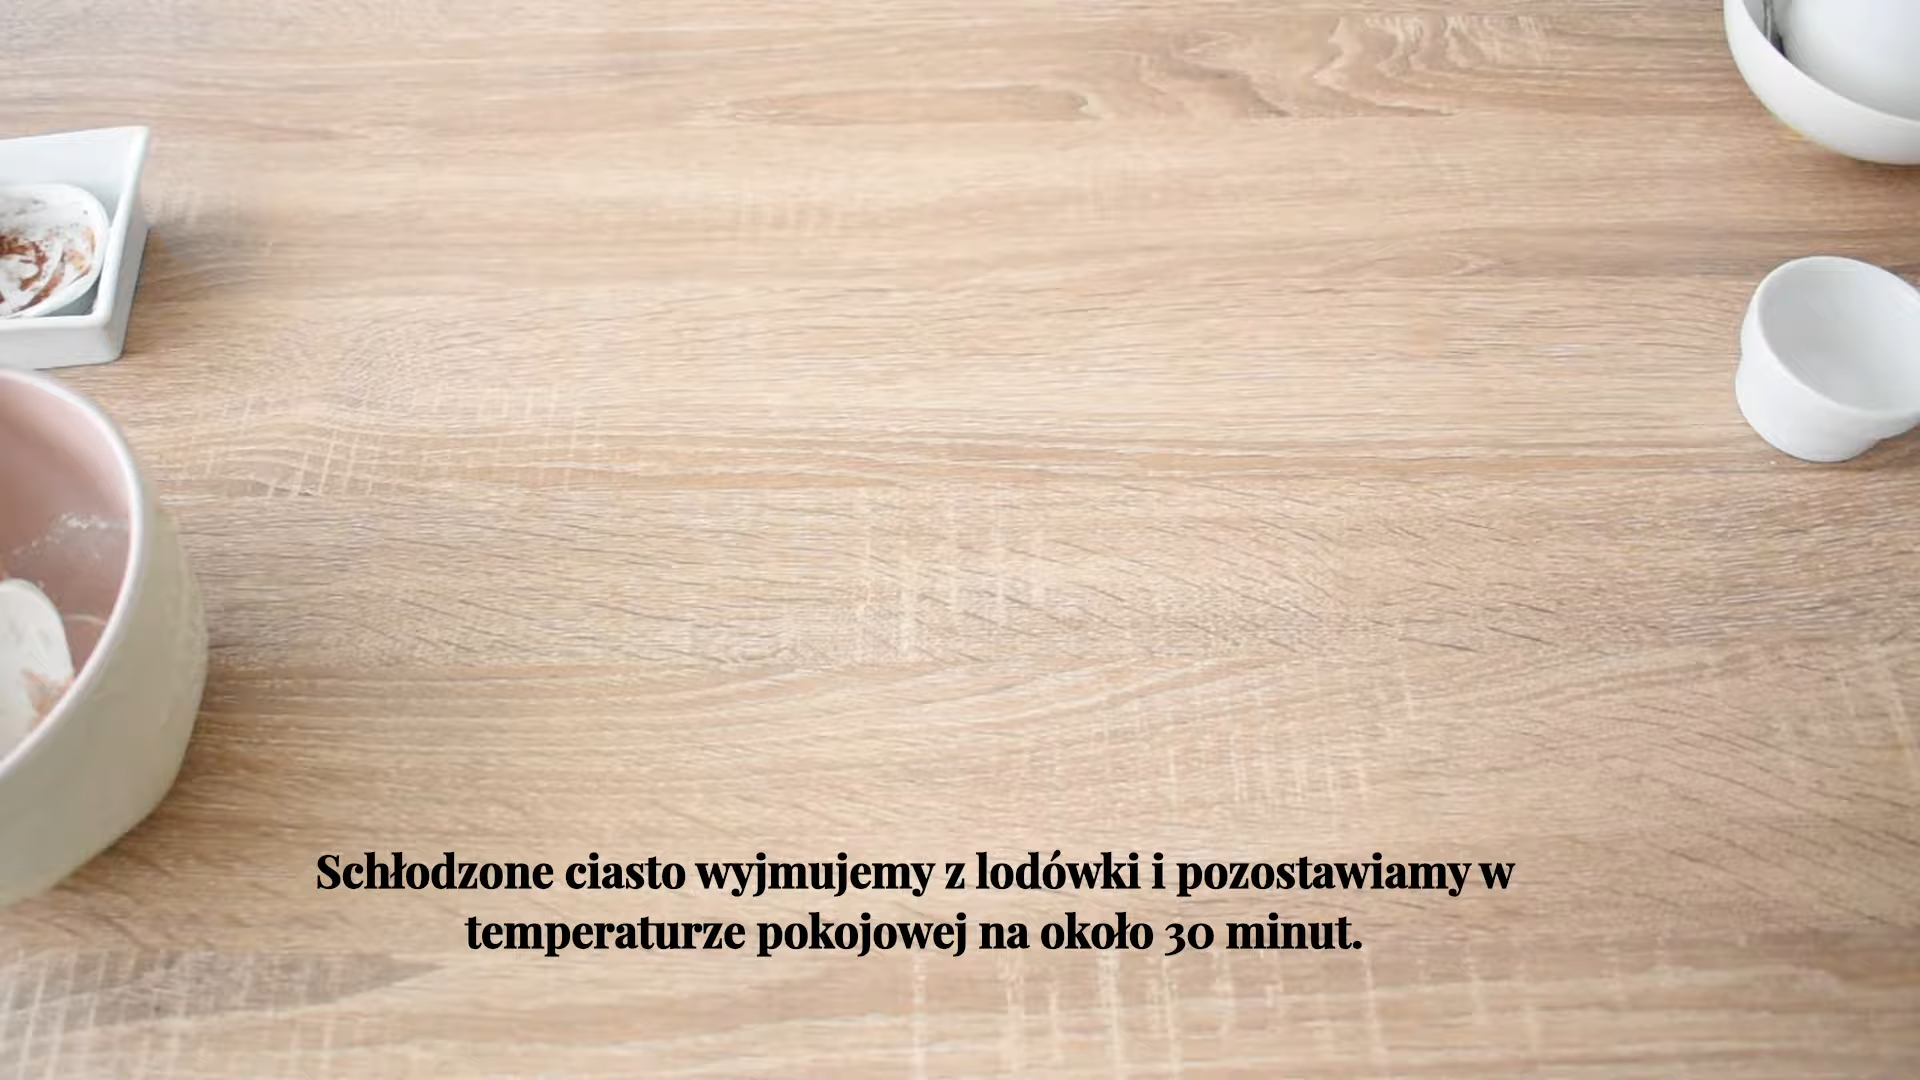 Schłodzone ciasto wyjmujemy z lodówki i pozostawiamy w
temperaturze pokojowej na około 30 minut.